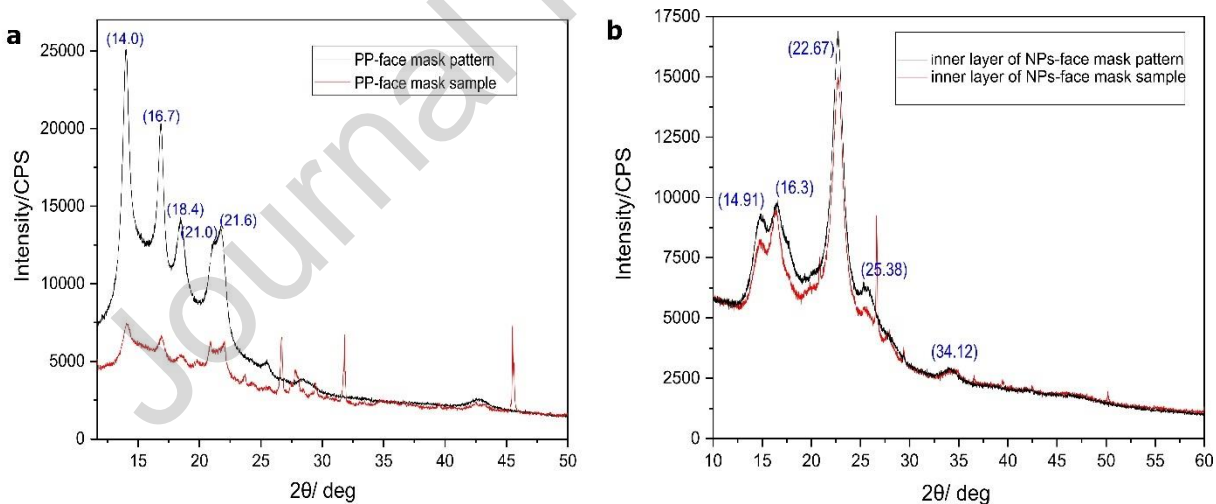 a
(14.0)
(16.7)
(18.4)
(21.0)
(21.6)
PP-face mask pattern
PP-face mask sample
25000
20000
15000
10000
5000
0
Intensity/CPS
15 20 25 30 35 40 45 50
2θ/ deg
b
(22.67)
(14.91)
(16.3)
(25.38)
(34.12)
inner layer of NPs-face mask pattern
inner layer of NPs-face mask sample
17500
15000
12500
10000
7500
5000
2500
0
Intensity/CPS
10 15 20 25 30 35 40 45 50 55 60
2θ/ deg
Journal